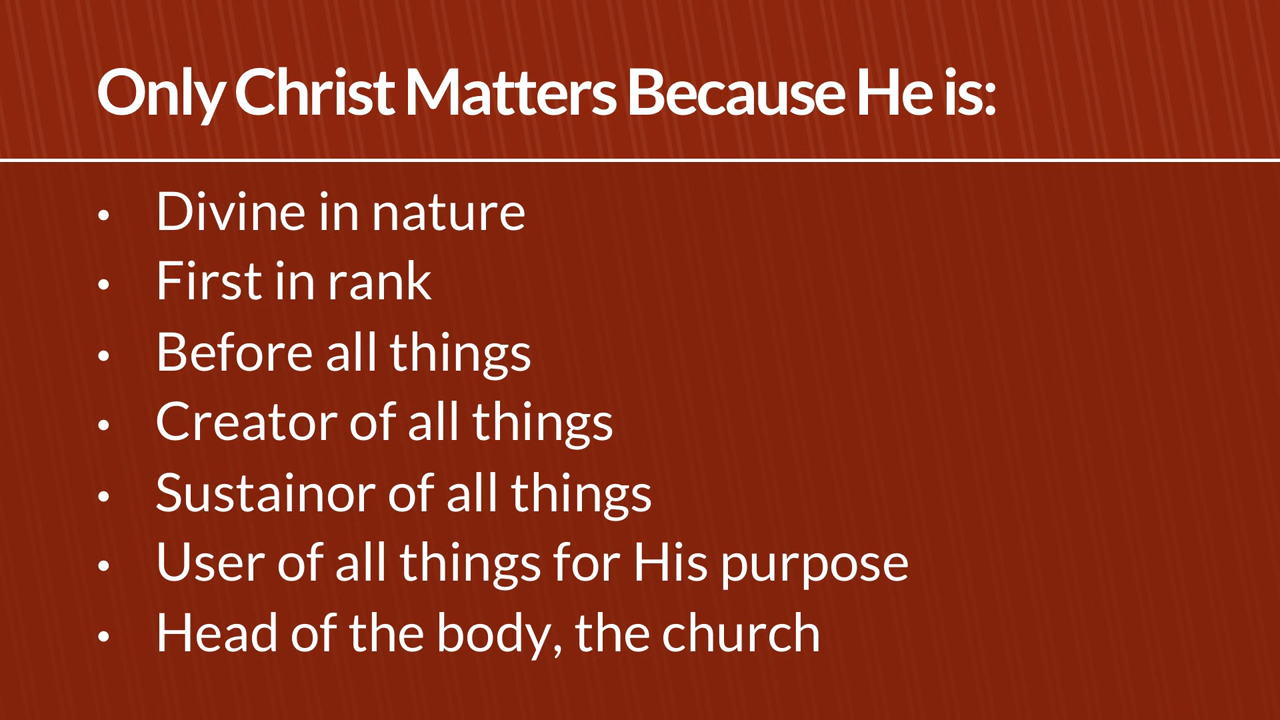 Only Christ Matters Because He is:
• Divine in nature
• First in rank
• Before all things
• Creator of all things
• Sustainor of all things
• User of all things for His purpose
• Head of the body, the church